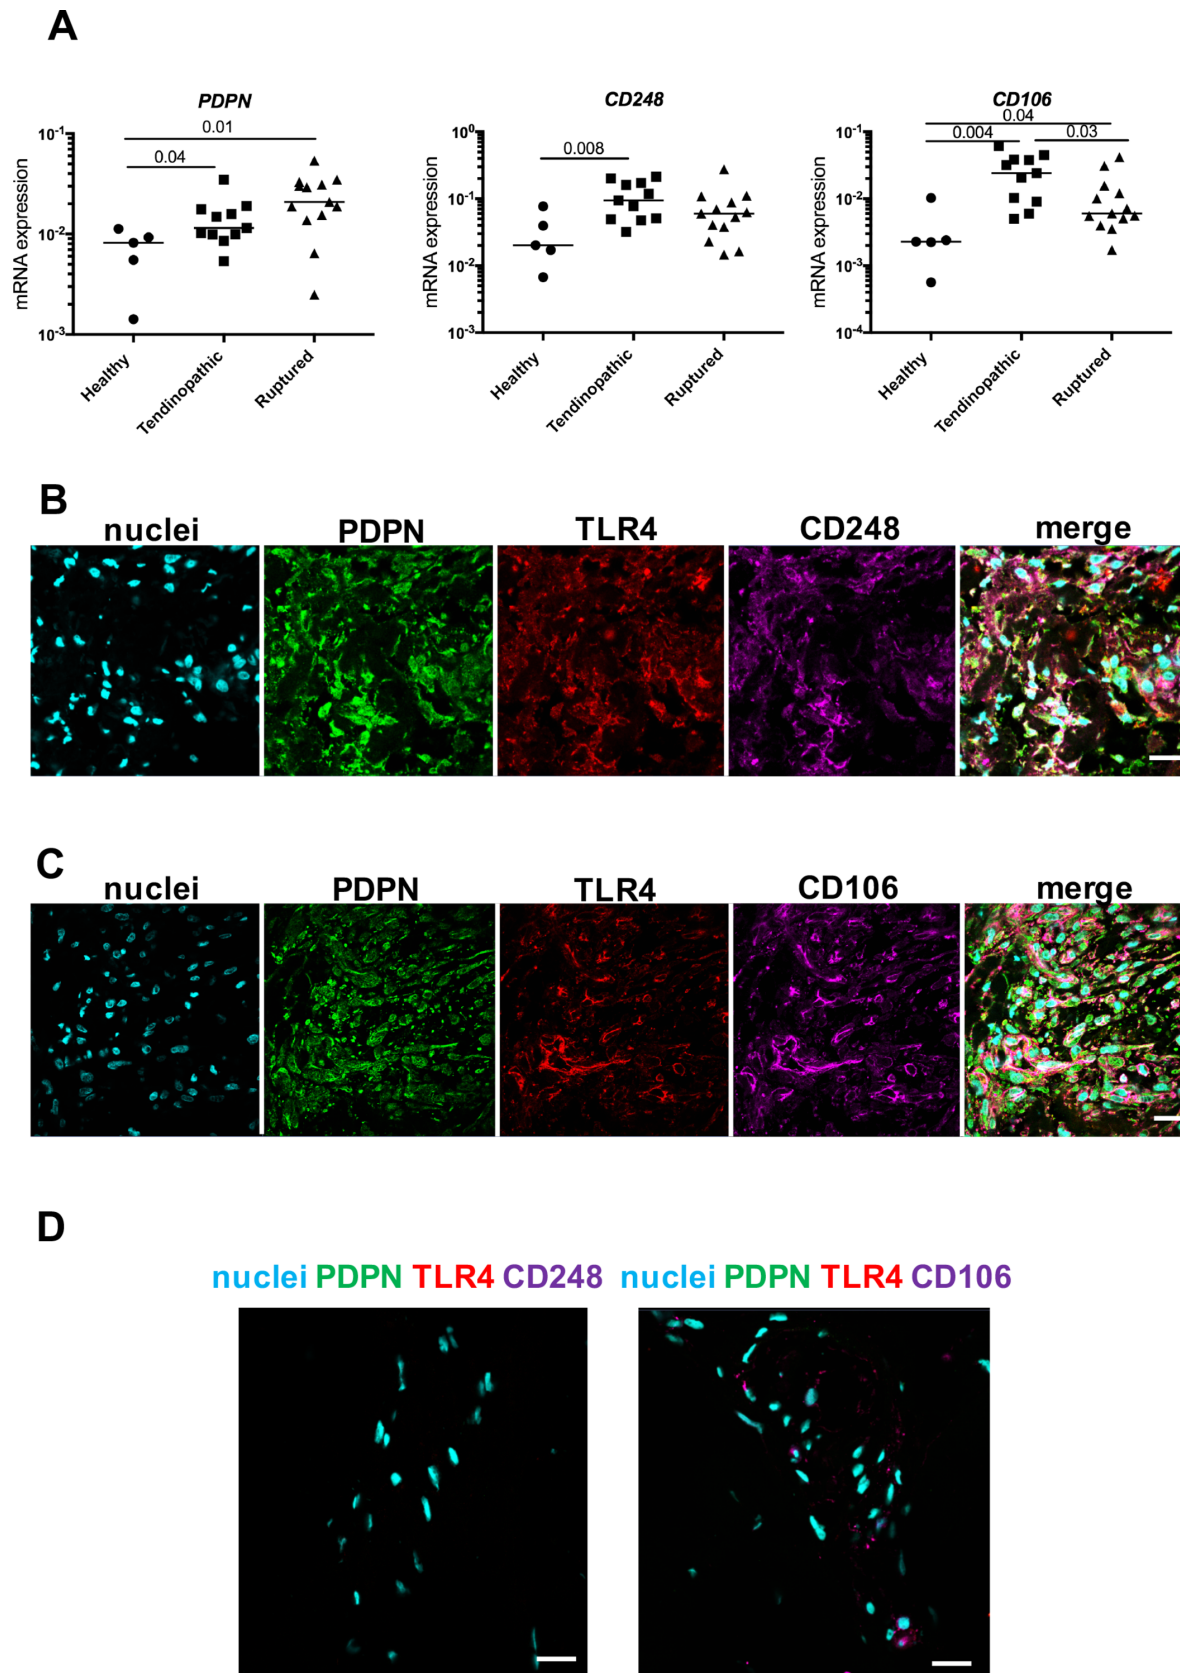 A
PDPN
CD248
CD106
mRNA expression
10-1
10-2
10-3
0.01
0.04
Healthy
Tendinopathic
Ruptured
mRNA expression
100
10-1
10-2
10-3
0.008
Healthy
Tendinopathic
Ruptured
mRNA expression
10-1
10-2
10-3
10-4
0.04
0.004
0.03
Healthy
Tendinopathic
Ruptured
B
nuclei PDPN TLR4 CD248 merge
C
nuclei PDPN TLR4 CD106 merge
D
nuclei PDPN TLR4 CD248 nuclei PDPN TLR4 CD106